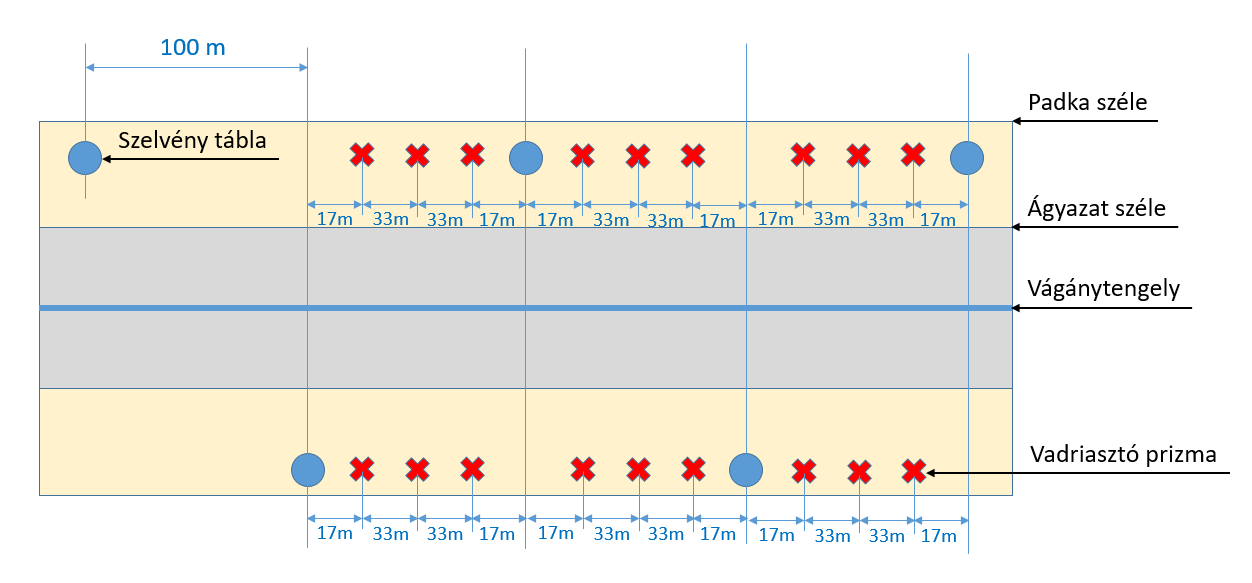 100 m
Padka széle
Szelvény tábla
17m 33m 33m 17m 17m 33m 33m 17m 17m 33m 33m 17m
Ágyazat széle
Vágánytengely
Vadriasztó prizma
17m 33m 33m 17m 17m 33m 33m 17m 17m 33m 33m 17m